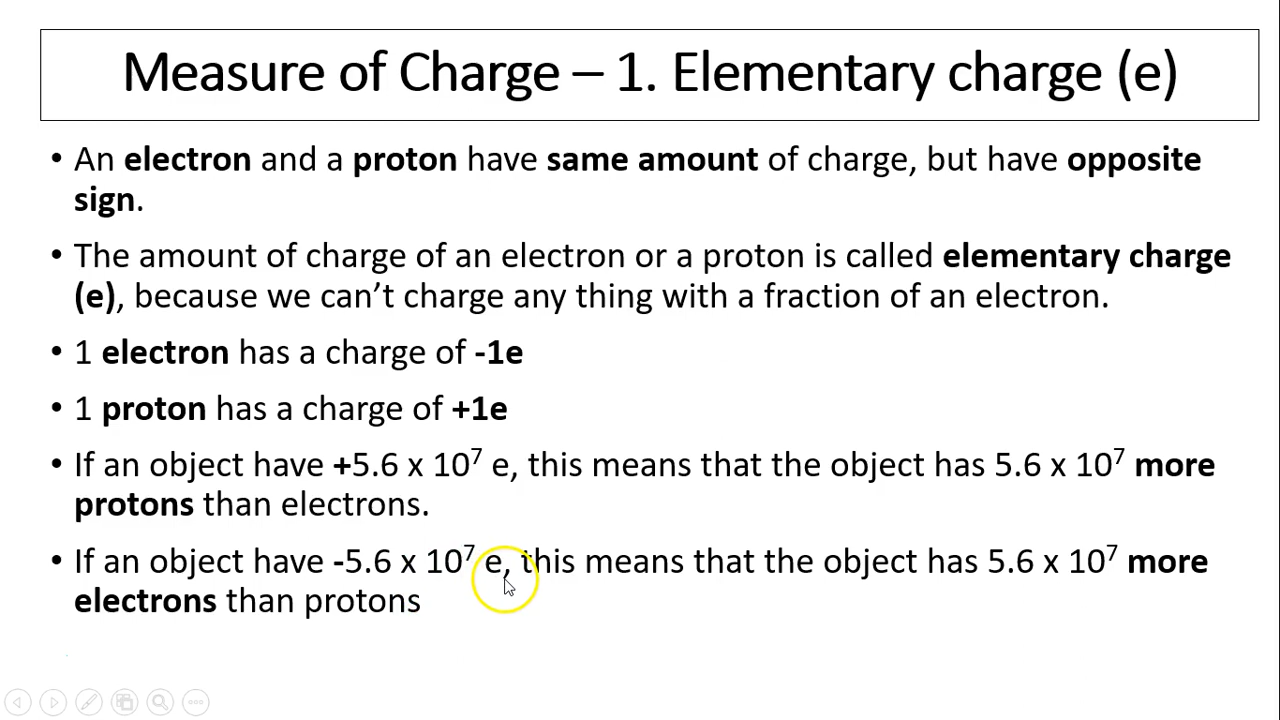 Measure of Charge – 1. Elementary charge (e)
• An electron and a proton have same amount of charge, but have opposite
sign.
• The amount of charge of an electron or a proton is called elementary charge
(e), because we can’t charge any thing with a fraction of an electron.
• 1 electron has a charge of -1e
• 1 proton has a charge of +1e
• If an object have +5.6 x 10⁷ e, this means that the object has 5.6 x 10⁷ more
protons than electrons.
• If an object have -5.6 x 10⁷ e, this means that the object has 5.6 x 10⁷ more
electrons than protons